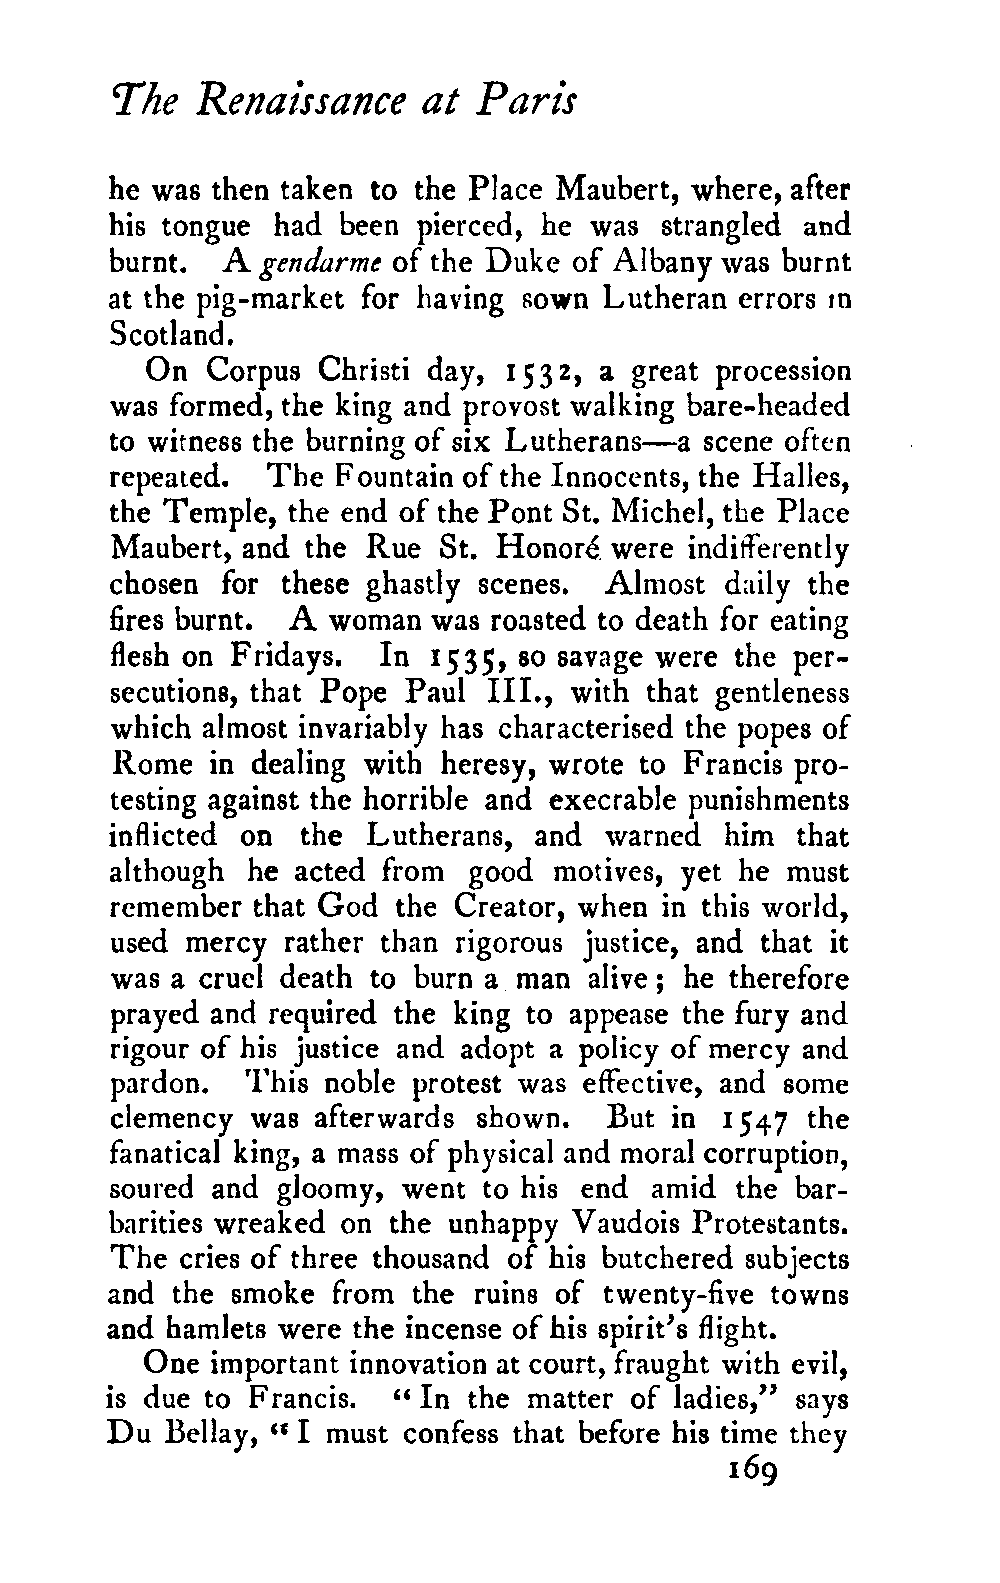 The Renaissance at Paris
he was then taken to the Place Maubert, where, after
his tongue had been pierced, he was strangled and
burnt. A gendarme of the Duke of Albany was burnt
at the pig-market for having sown Lutheran errors in
Scotland.
On Corpus Christi day, 1532, a great procession
was formed, the king and provost walking bare-headed
to witness the burning of six Lutherans—a scene often
repeated. The Fountain of the Innocents, the Halles,
the Temple, the end of the Pont St. Michel, the Place
Maubert, and the Rue St. Honoré were indifferently
chosen for these ghastly scenes. Almost daily the
fires burnt. A woman was roasted to death for eating
flesh on Fridays. In 1535, so savage were the per-
secutions, that Pope Paul III., with that gentleness
which almost invariably has characterised the popes of
Rome in dealing with heresy, wrote to Francis pro-
testing against the horrible and execrable punishments
inflicted on the Lutherans, and warned him that
although he acted from good motives, yet he must
remember that God the Creator, when in this world,
used mercy rather than rigorous justice, and that it
was a cruel death to burn a man alive; he therefore
prayed and required the king to appease the fury and
rigour of his justice and adopt a policy of mercy and
pardon. This noble protest was effective, and some
clemency was afterwards shown. But in 1547 the
fanatical king, a mass of physical and moral corruption,
soured and gloomy, went to his end amid the bar-
barities wreaked on the unhappy Vaudois Protestants.
The cries of three thousand of his butchered subjects
and the smoke from the ruins of twenty-five towns
and hamlets were the incense of his spirit's flight.
One important innovation at court, fraught with evil,
is due to Francis. "In the matter of ladies," says
Du Bellay, "I must confess that before his time they
169